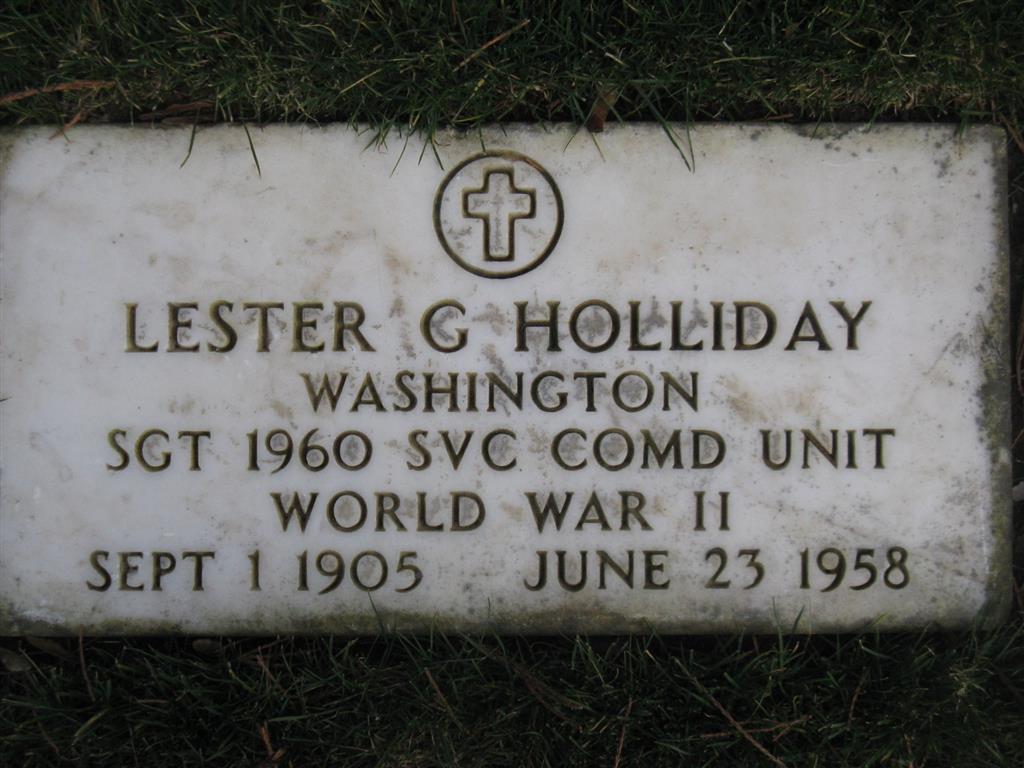 LESTER G HOLLIDAY
WASHINGTON
SGT 1960 SVC COMD UNIT
WORLD WAR II
SEPT 1 1905 JUNE 23 1958